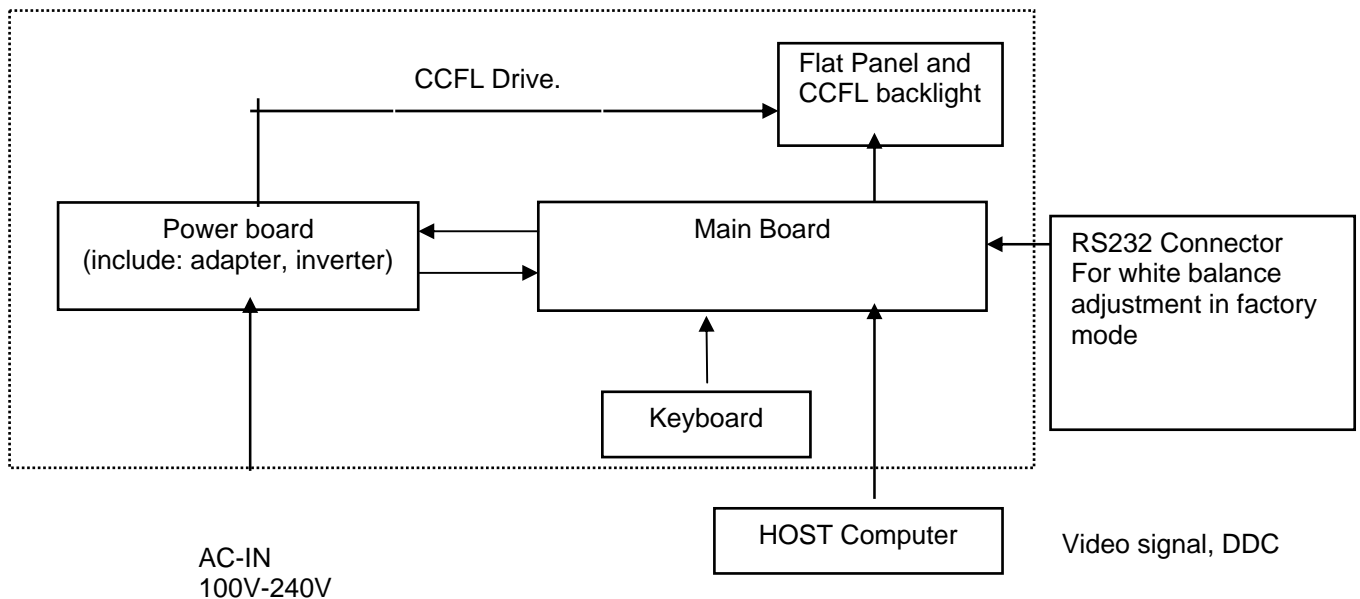 CCFL Drive.
Flat Panel and
CCFL backlight
Power board
(include: adapter, inverter)
Main Board
RS232 Connector
For white balance
adjustment in factory
mode
Keyboard
HOST Computer
Video signal, DDC
AC-IN
100V-240V